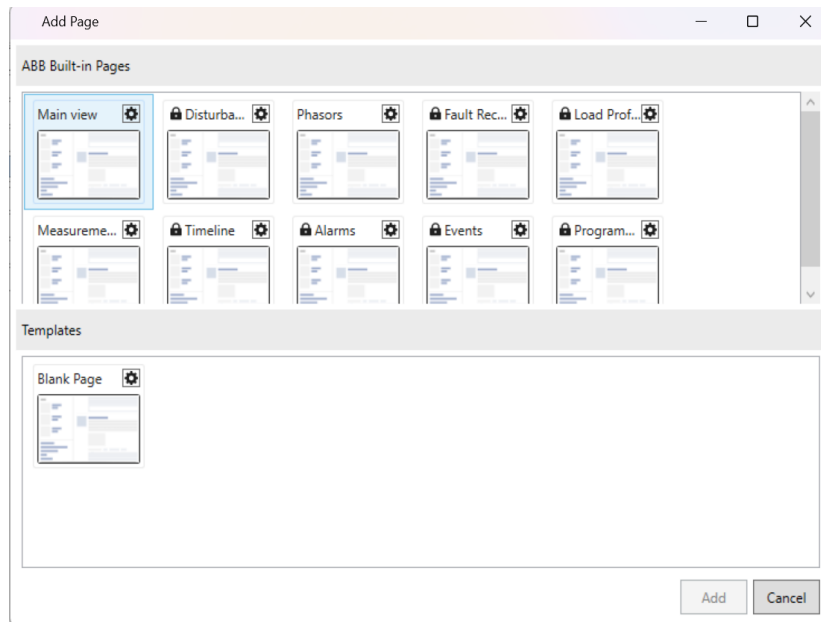 Add Page
ABB Built-in Pages
Main view
Disturba...
Phasors
Fault Rec...
Load Prof...
Measureme...
Timeline
Alarms
Events
Program...
Templates
Blank Page
Add
Cancel